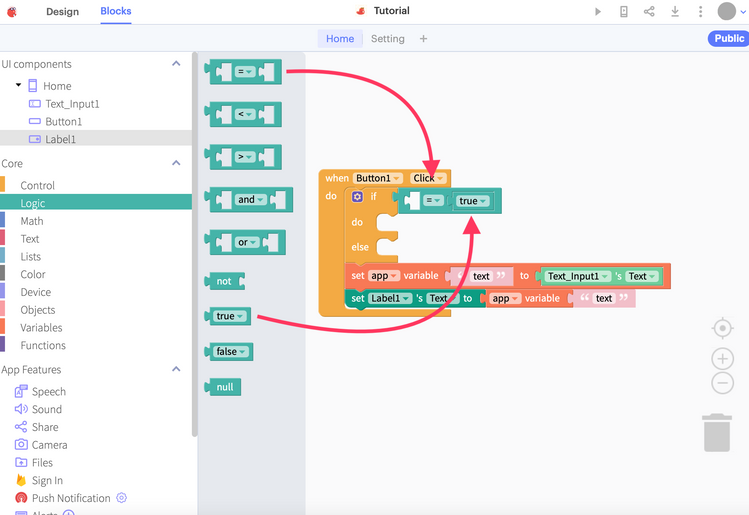 Design Blocks Tutorial
Home Setting +
Public
UI components
Home
Text_Input1
Button1
Label1
Core
Control
Logic
Math
Text
Lists
Color
Device
Objects
Variables
Functions
App Features
Speech
Sound
Share
Camera
Files
Sign In
Push Notification
=
<
>
and
or
not
true
false
null
when Button1 Click
do if = true
do
else
set app variable “ text ” to Text_Input1 's Text
set Label1 's Text to app variable “ text ”